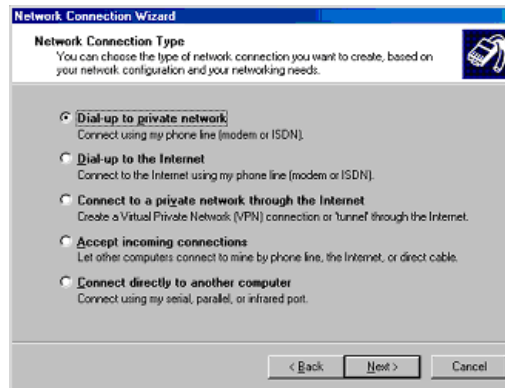 Network Connection Wizard
Network Connection Type
You can choose the type of network connection you want to create, based on
your network configuration and your networking needs.
Dial-up to private network
Connect using my phone line (modem or ISDN).
Dial-up to the Internet
Connect to the Internet using my phone line (modem or ISDN).
Connect to a private network through the Internet
Create a Virtual Private Network (VPN) connection or 'tunnel' through the Internet.
Accept incoming connections
Let other computers connect to mine by phone line, the Internet, or direct cable.
Connect directly to another computer
Connect using my serial, parallel, or infrared port.
< Back Next > Cancel